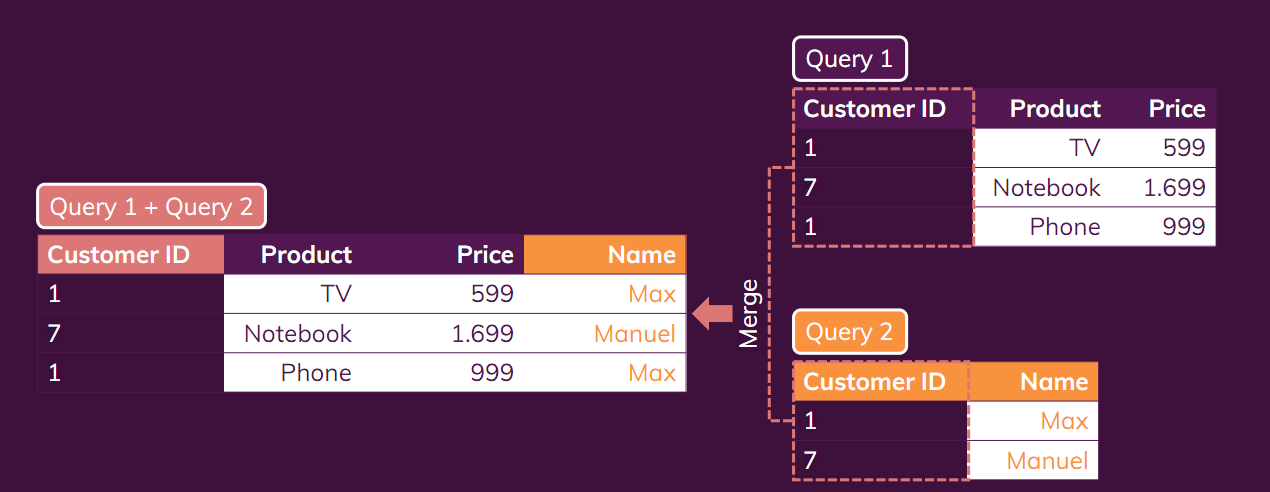 Query 1
Customer ID Product Price
1 TV 599
7 Notebook 1.699
1 Phone 999
Query 1 + Query 2
Customer ID Product Price Name
1 TV 599 Max
7 Notebook 1.699 Manuel
1 Phone 999 Max
Merge
Query 2
Customer ID Name
1 Max
7 Manuel